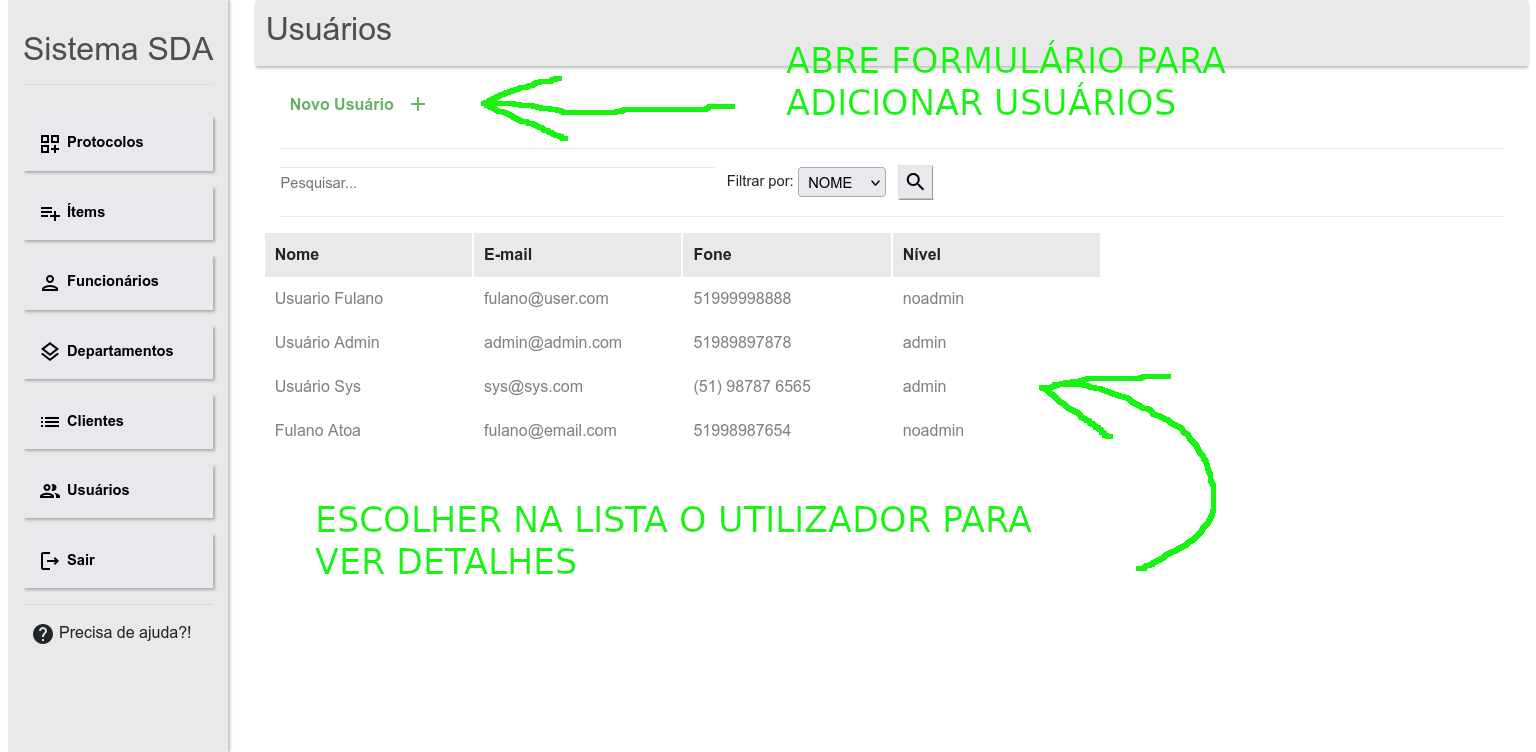 Sistema SDA
Protocolos
Ítems
Funcionários
Departamentos
Clientes
Usuários
Sair
Precisa de ajuda?!
Usuários
ABRE FORMULÁRIO PARA
ADICIONAR USUÁRIOS
Novo Usuário +
Pesquisar... Filtrar por: NOME
Nome E-mail Fone Nível
Usuario Fulano fulano@user.com 51999998888 noadmin
Usuário Admin admin@admin.com 51989897878 admin
Usuário Sys sys@sys.com (51) 98787 6565 admin
Fulano Atoa fulano@email.com 51998987654 noadmin
ESCOLHER NA LISTA O UTILIZADOR PARA
VER DETALHES